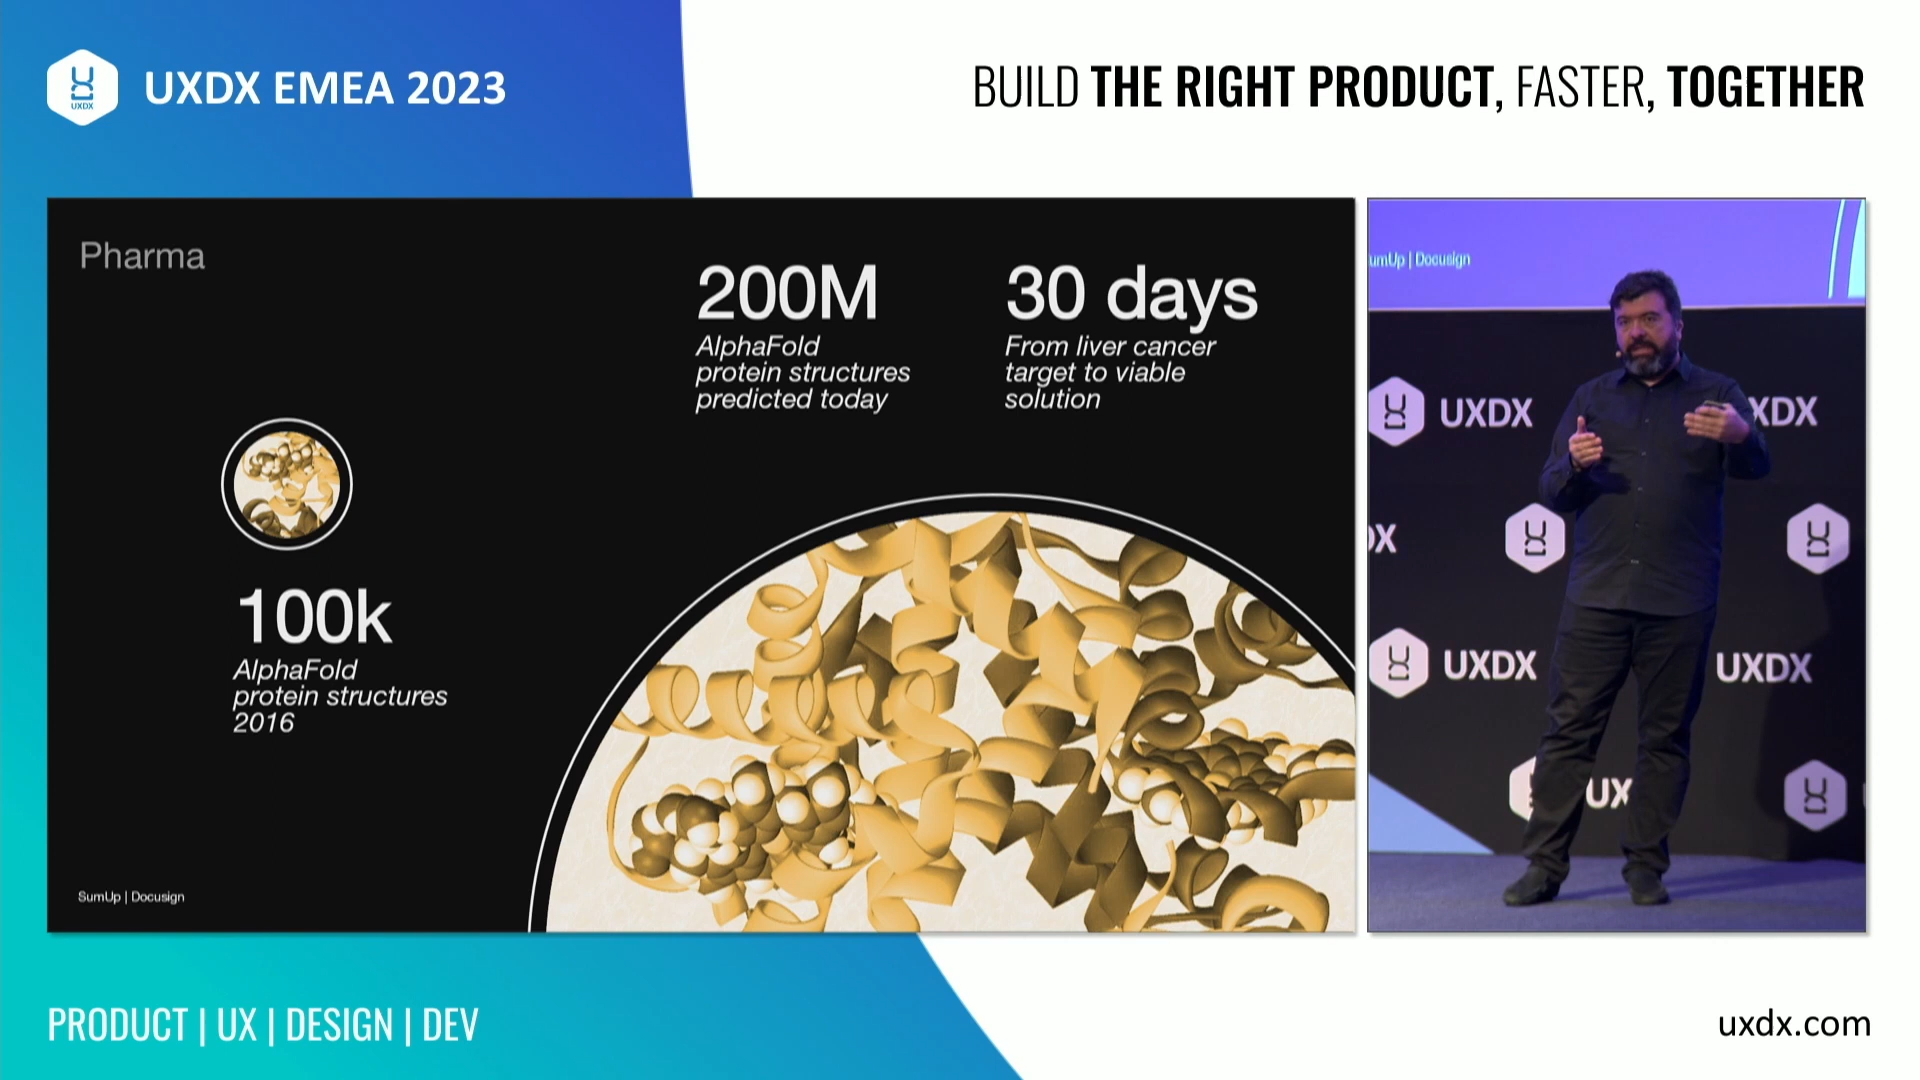 UXDX
UXDX EMEA 2023
BUILD THE RIGHT PRODUCT, FASTER, TOGETHER
Pharma
200M
AlphaFold
protein structures
predicted today
30 days
From liver cancer
target to viable
solution
100k
AlphaFold
protein structures
2016
SumUp | Docusign
umUp | Docusign
UXDX
XDX
DX
UXDX
UXDX
UX
PRODUCT | UX | DESIGN | DEV
uxdx.com